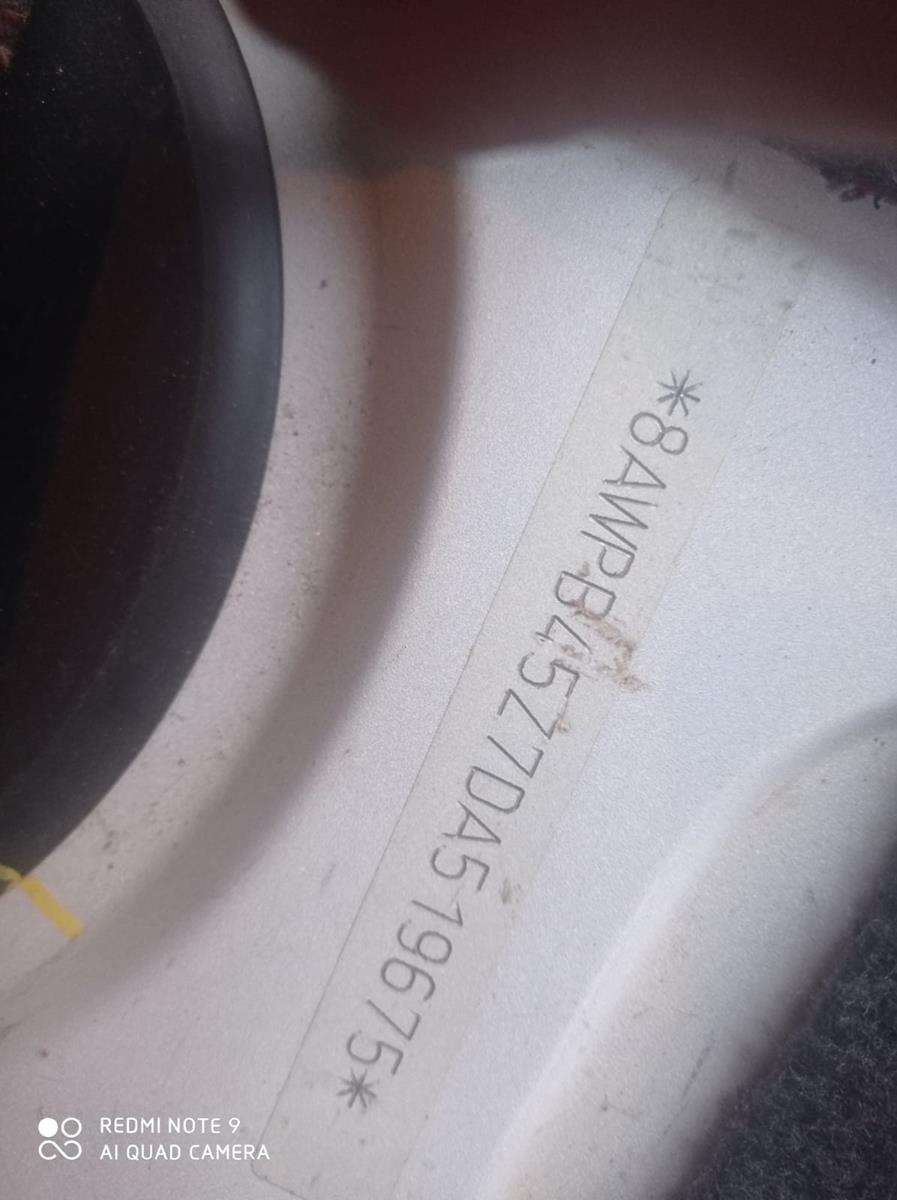 *8AWPB45Z7DA519675*
REDMI NOTE 9
AI QUAD CAMERA